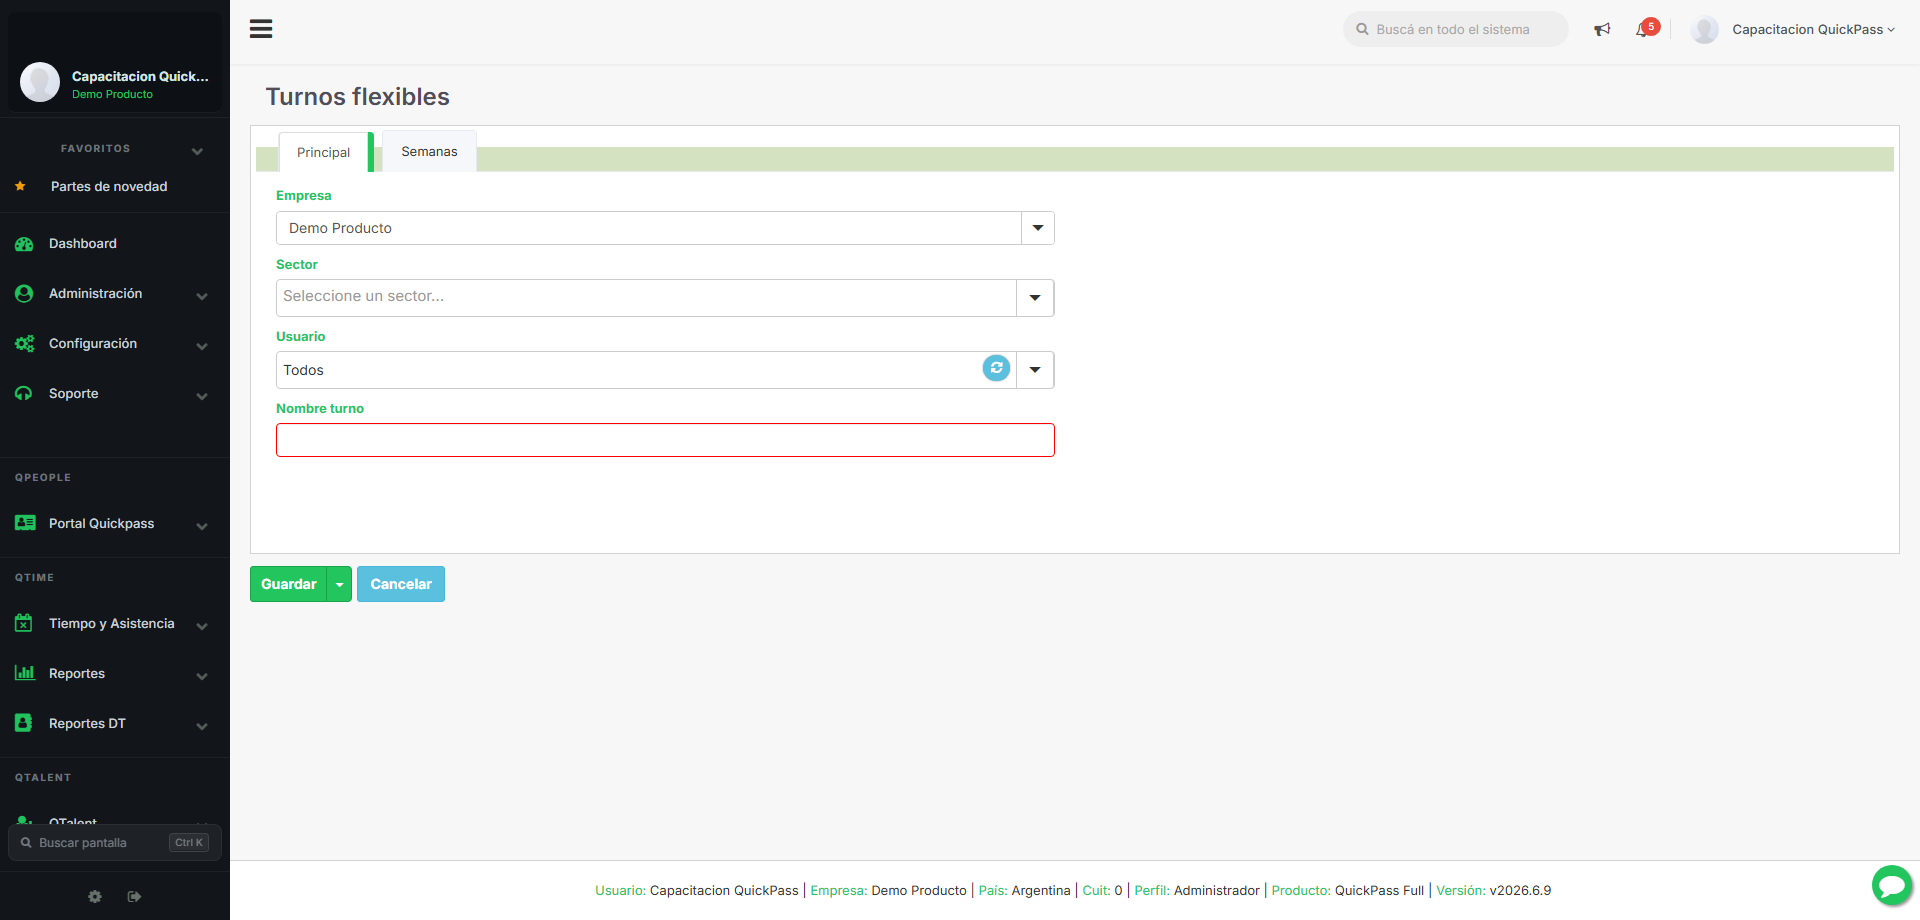 Capacitacion Quick...
Demo Producto
FAVORITOS
Partes de novedad
Dashboard
Administración
Configuración
Soporte
QPEOPLE
Portal Quickpass
QTIME
Tiempo y Asistencia
Reportes
Reportes DT
QTALENT
QTalent
Buscar pantalla
Ctrl K
Buscá en todo el sistema
5
Capacitacion QuickPass
Turnos flexibles
Principal
Semanas
Empresa
Demo Producto
Sector
Seleccione un sector...
Usuario
Todos
Nombre turno
Guardar
Cancelar
Usuario: Capacitacion QuickPass | Empresa: Demo Producto | País: Argentina | Cuit: 0 | Perfil: Administrador | Producto: QuickPass Full | Versión: v2026.6.9